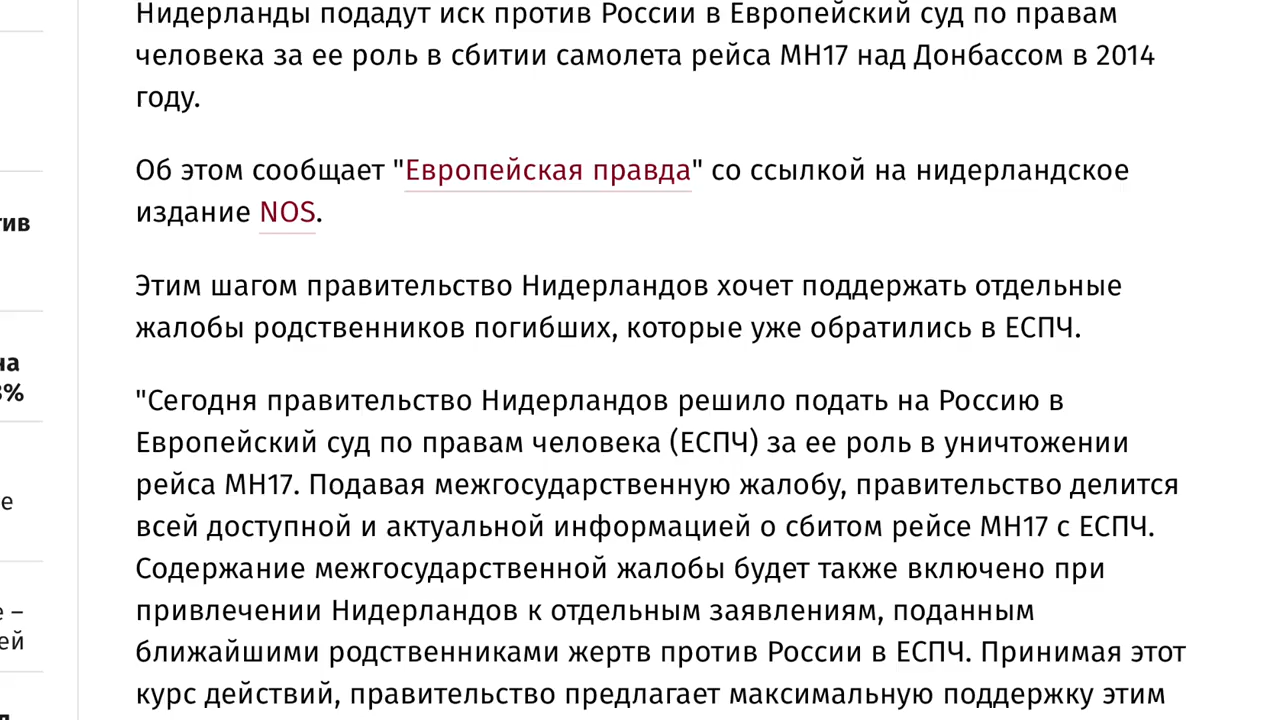 Нидерланды подадут иск против России в Европейский суд по правам
человека за ее роль в сбитии самолета рейса МН17 над Донбассом в 2014
году.
Об этом сообщает "Европейская правда" со ссылкой на нидерландское
издание NOS.
Этим шагом правительство Нидерландов хочет поддержать отдельные
жалобы родственников погибших, которые уже обратились в ЕСПЧ.
"Сегодня правительство Нидерландов решило подать на Россию в
Европейский суд по правам человека (ЕСПЧ) за ее роль в уничтожении
рейса МН17. Подавая межгосударственную жалобу, правительство делится
всей доступной и актуальной информацией о сбитом рейсе МН17 с ЕСПЧ.
Содержание межгосударственной жалобы будет также включено при
привлечении Нидерландов к отдельным заявлениям, поданным
ближайшими родственниками жертв против России в ЕСПЧ. Принимая этот
курс действий, правительство предлагает максимальную поддержку этим